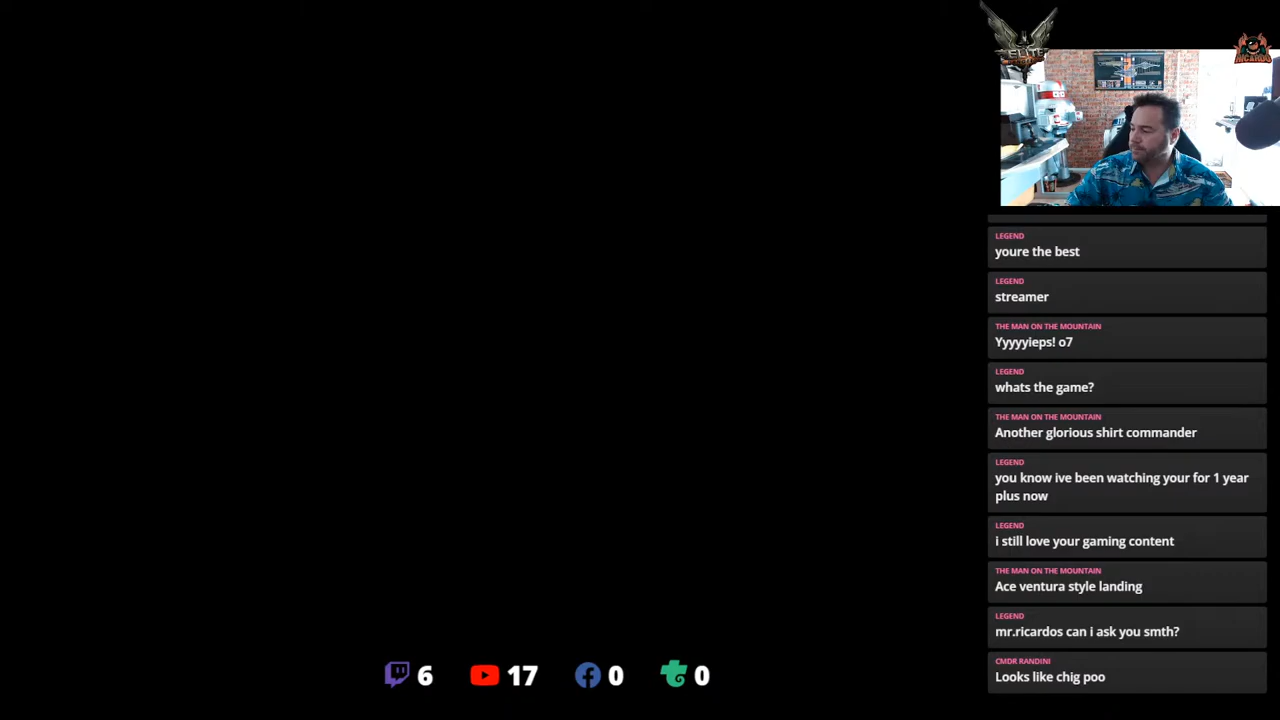 ELITE
RICARDO
LEGEND
youre the best
LEGEND
streamer
THE MAN ON THE MOUNTAIN
Yyyyyieps! o7
LEGEND
whats the game?
THE MAN ON THE MOUNTAIN
Another glorious shirt commander
LEGEND
you know ive been watching your for 1 year
plus now
LEGEND
i still love your gaming content
THE MAN ON THE MOUNTAIN
Ace ventura style landing
LEGEND
mr.ricardos can i ask you smth?
CMDR RANDINI
Looks like chig poo
6 17 0 0